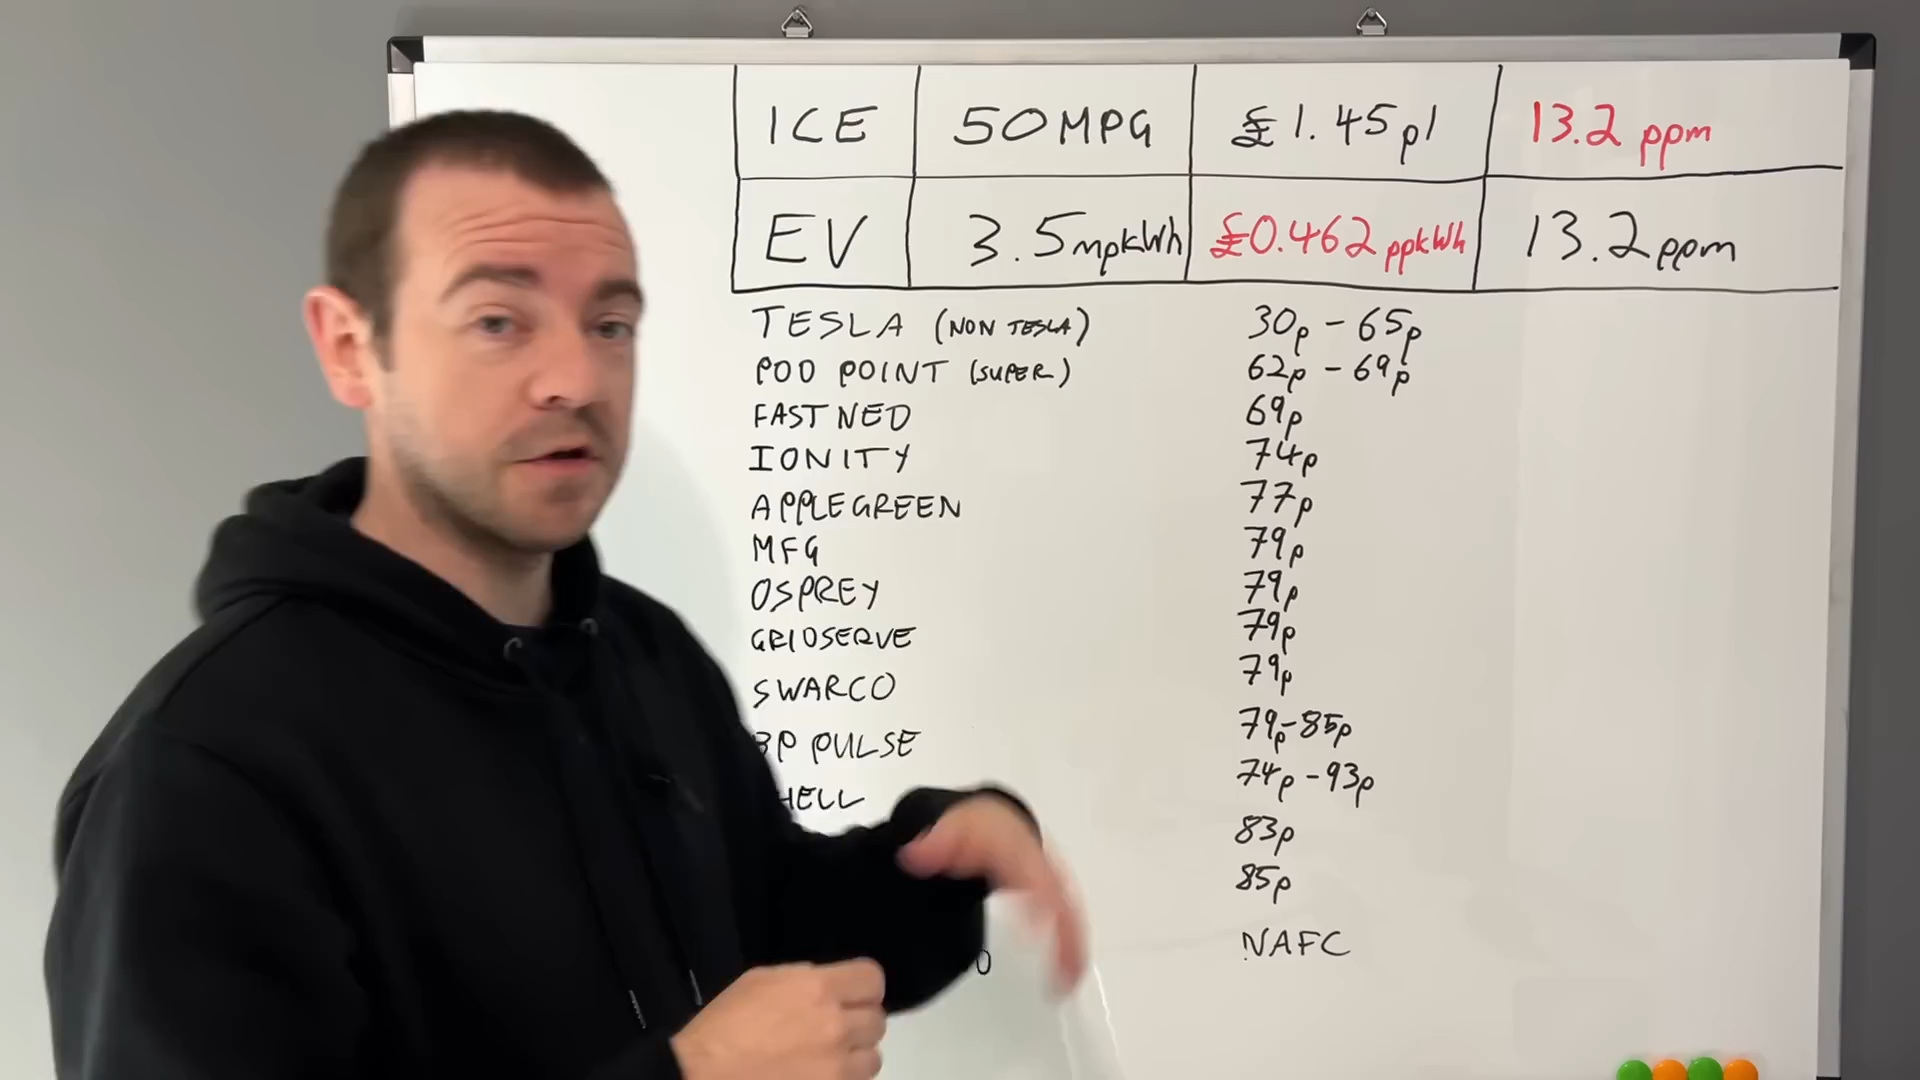 ICE 50MPG £1.45pl 13.2 ppm
EV 3.5mpkWh £0.462 ppkWh 13.2ppm
TESLA (NON TESLA) 30p - 65p
POD POINT (SUPER) 62p - 69p
FASTNED 69p
IONITY 74p
APPLEGREEN 77p
MFG 79p
OSPREY 79p
GRIDSERVE 79p
SWARCO 79p
BP PULSE 79p-85p
HELL 74p-93p
83p
85p
NAFC